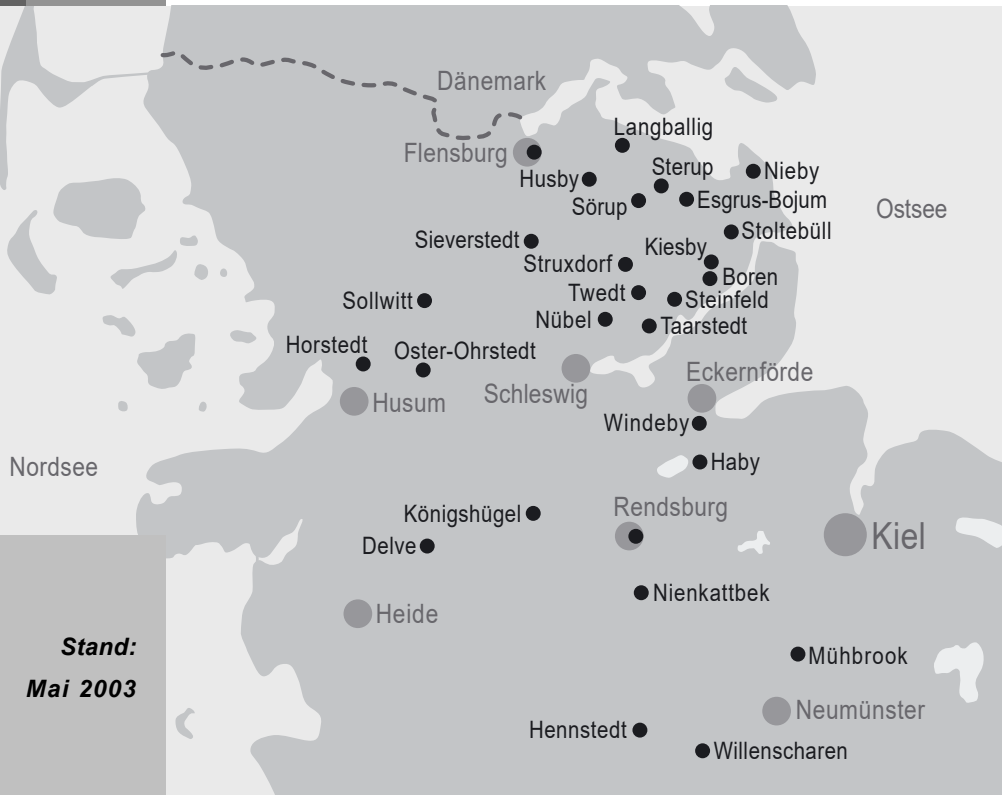 Dänemark
Langballig
Flensburg
Sterup
Husby
Nieby
Sörup
Esgrus-Bojum
Ostsee
Stoltebüll
Sieverstedt
Kiesby
Struxdorf
Boren
Twedt
Steinfeld
Sollwitt
Nübel
Taarstedt
Horstedt
Oster-Ohrstedt
Eckernförde
Schleswig
Husum
Windeby
Nordsee
Haby
Königshügel
Rendsburg
Kiel
Delve
Nienkattbek
Heide
Stand:
Mühbrook
Mai 2003
Neumünster
Hennstedt
Willenscharen